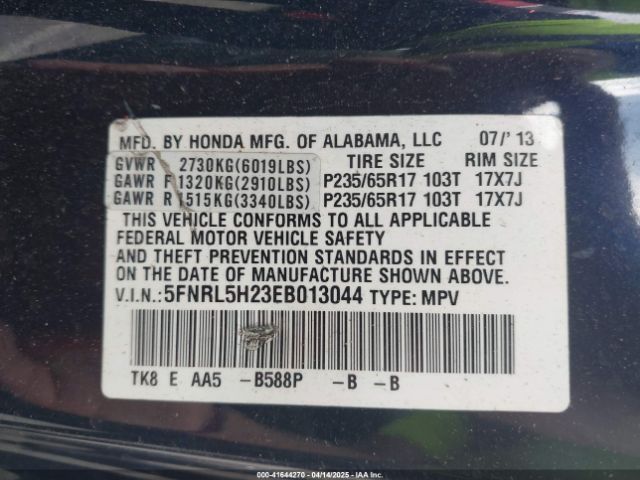 MFD. BY HONDA MFG. OF ALABAMA, LLC 07/'13
GVWR 2730KG(6019LBS) TIRE SIZE RIM SIZE
GAWR F 1320KG(2910LBS) P235/65R17 103T 17X7J
GAWR R 1515KG(3340LBS) P235/65R17 103T 17X7J
THIS VEHICLE CONFORMS TO ALL APPLICABLE
FEDERAL MOTOR VEHICLE SAFETY
AND THEFT PREVENTION STANDARDS IN EFFECT
ON THE DATE OF MANUFACTURE SHOWN ABOVE.
V.I.N.: 5FNRL5H23EB013044 TYPE: MPV
TK8 E AA5 -B588P -B -B
000-41644270 - 04/14/2025 - IAA Inc.